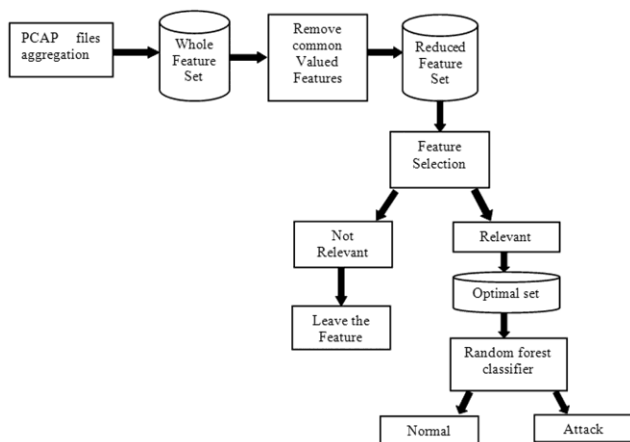 PCAP files
aggregation
Whole
Feature
Set
Remove
common
Valued
Features
Reduced
Feature
Set
Feature
Selection
Not
Relevant
Relevant
Leave the
Feature
Optimal set
Random forest
classifier
Normal
Attack